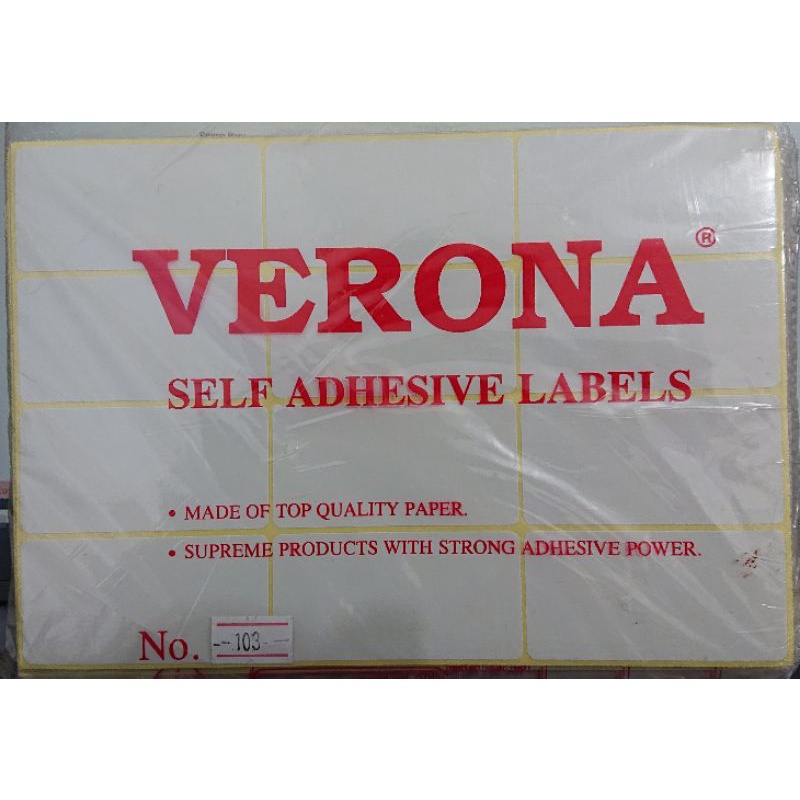 VERONA®
SELF ADHESIVE LABELS
• MADE OF TOP QUALITY PAPER.
• SUPREME PRODUCTS WITH STRONG ADHESIVE POWER.
No. -- 103 --